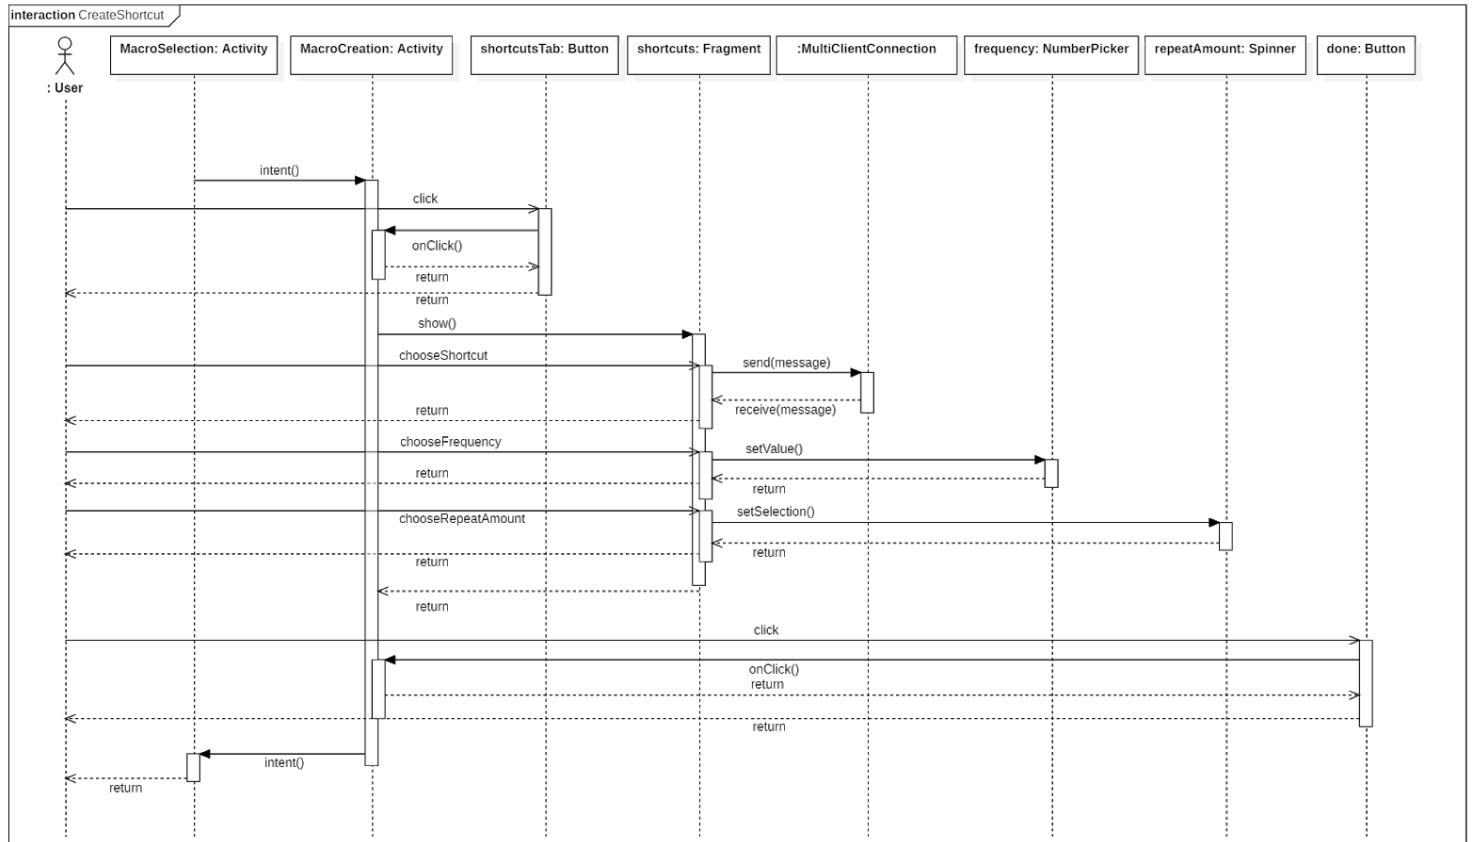 interaction CreateShortcut
MacroSelection: Activity
MacroCreation: Activity
shortcutsTab: Button
shortcuts: Fragment
:MultiClientConnection
frequency: NumberPicker
repeatAmount: Spinner
done: Button
: User
intent()
click
onClick()
return
return
show()
chooseShortcut
send(message)
return
receive(message)
chooseFrequency
setValue()
return
return
chooseRepeatAmount
setSelection()
return
return
return
click
onClick()
return
return
intent()
return